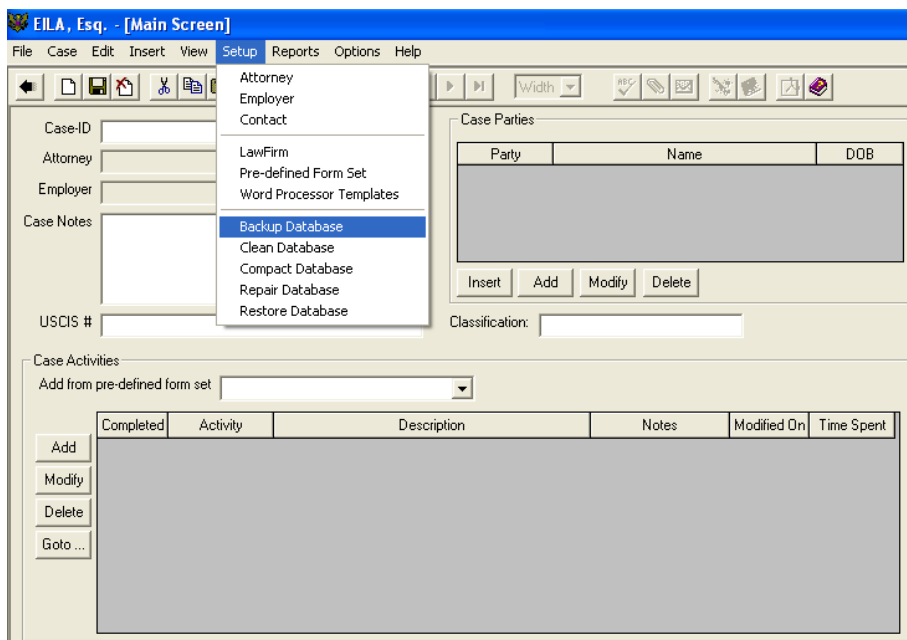 EILA, Esq. - [Main Screen]
File Case Edit Insert View Setup Reports Options Help
Width
ABC
Attorney
Employer
Contact
LawFirm
Pre-defined Form Set
Word Processor Templates
Backup Database
Clean Database
Compact Database
Repair Database
Restore Database
Case-ID
Attorney
Employer
Case Notes
USCIS #
Case Parties
Party Name DOB
Insert Add Modify Delete
Classification:
Case Activities
Add from pre-defined form set
Completed Activity Description Notes Modified On Time Spent
Add
Modify
Delete
Goto ...